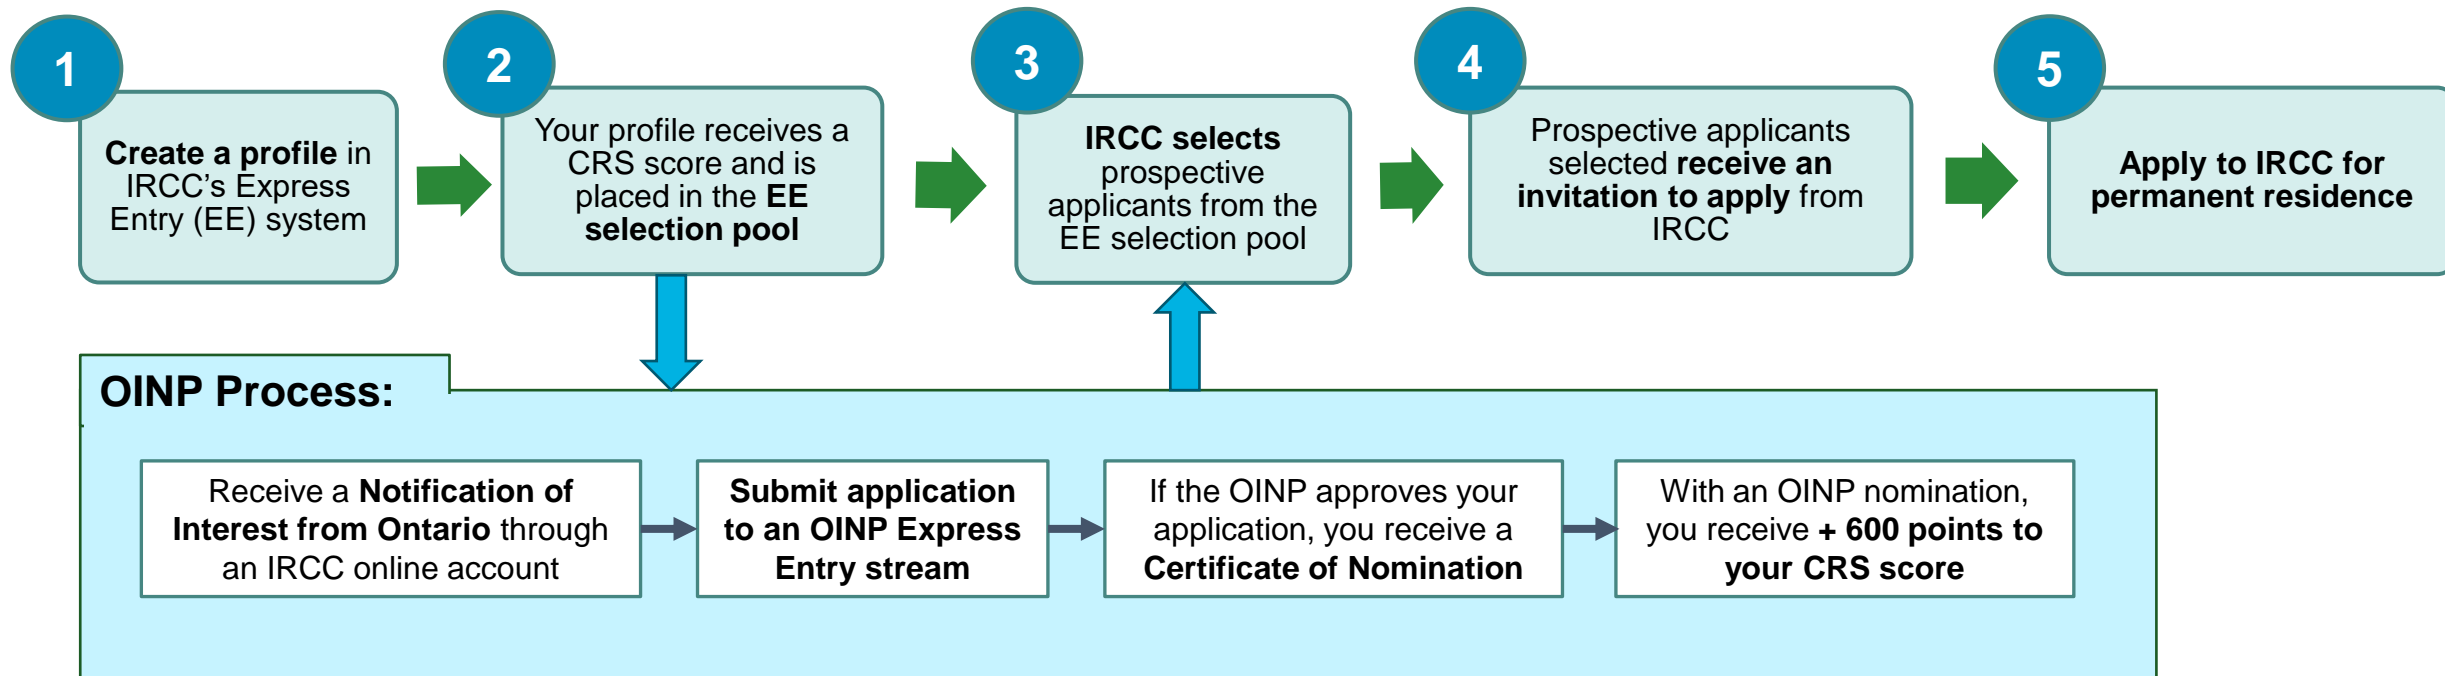 1
Create a profile in
IRCC's Express
Entry (EE) system
2
Your profile receives a
CRS score and is
placed in the EE
selection pool
3
IRCC selects
prospective
applicants from the
EE selection pool
4
Prospective applicants
selected receive an
invitation to apply from
IRCC
5
Apply to IRCC for
permanent residence
OINP Process:
Receive a Notification of
Interest from Ontario through
an IRCC online account
Submit application
to an OINP Express
Entry stream
If the OINP approves your
application, you receive a
Certificate of Nomination
With an OINP nomination,
you receive + 600 points to
your CRS score